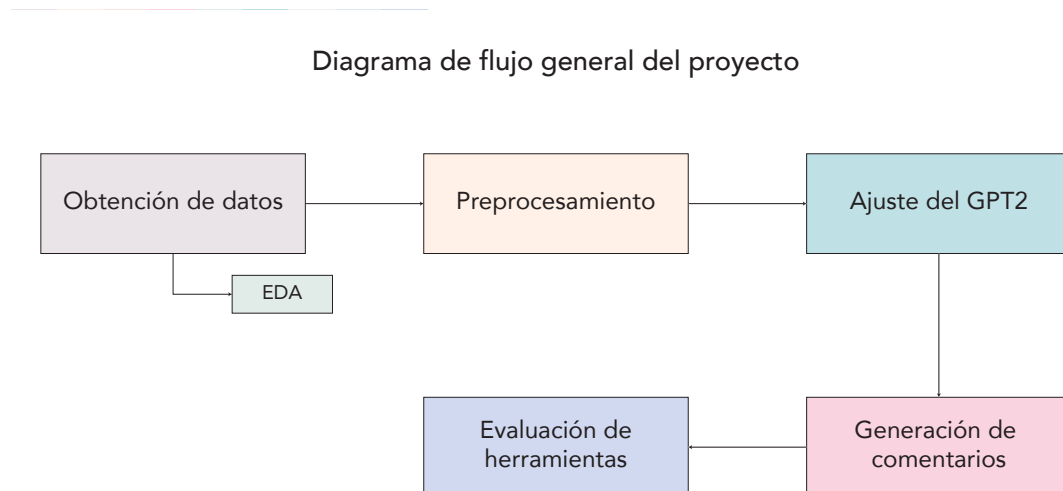 Diagrama de flujo general del proyecto
Obtención de datos
Preprocesamiento
Ajuste del GPT2
EDA
Evaluación de
herramientas
Generación de
comentarios